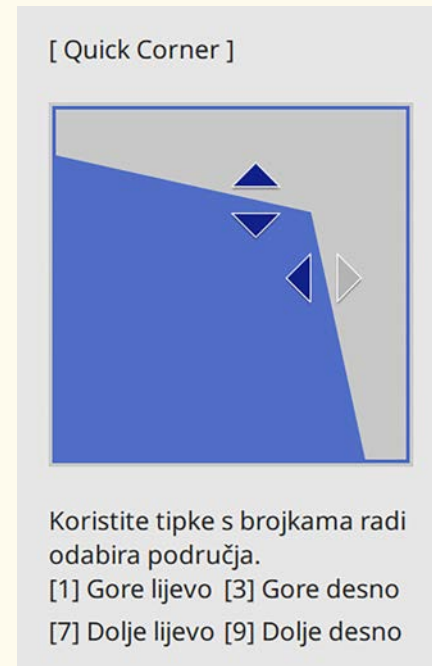 [ Quick Corner ]
Koristite tipke s brojkama radi
odabira područja.
[1] Gore lijevo [3] Gore desno
[7] Dolje lijevo [9] Dolje desno